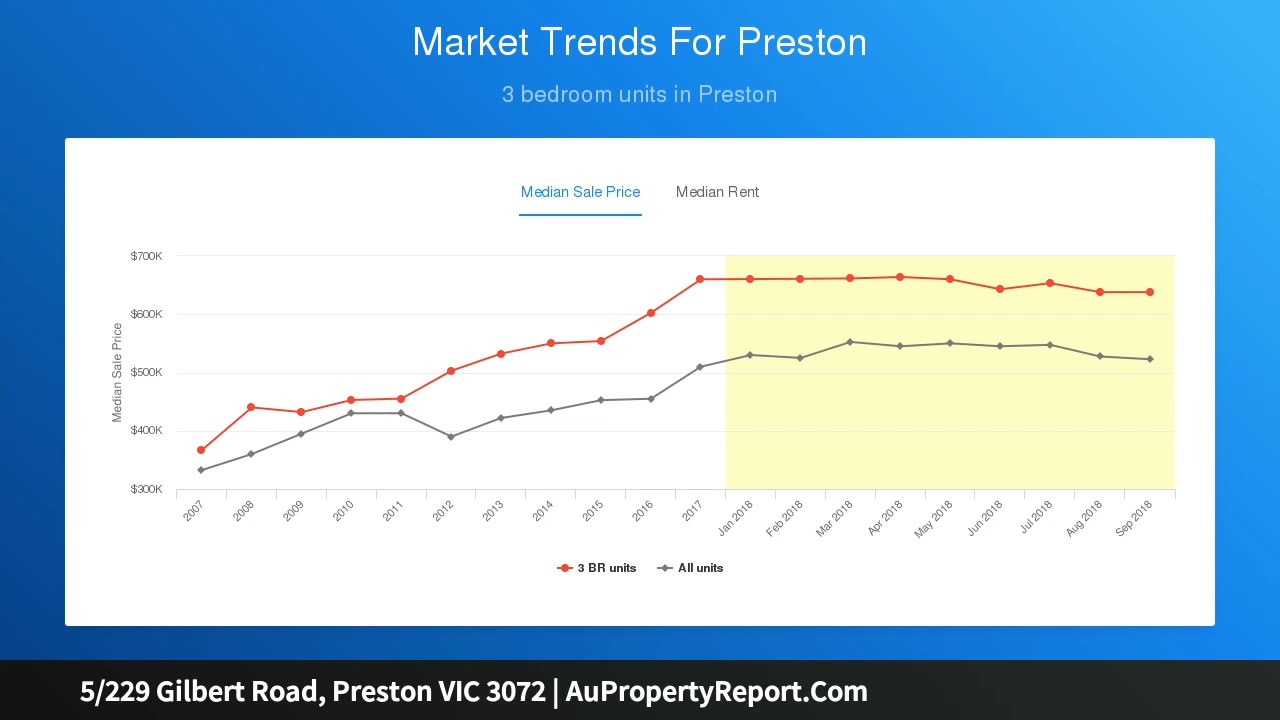 Market Trends For Preston
3 bedroom units in Preston
Median Sale Price Median Rent
$700K
$600K
$500K
$400K
$300K
Median Sale Price
2007 2008 2009 2010 2011 2012 2013 2014 2015 2016 2017 Jan 2018 Feb 2018 Mar 2018 Apr 2018 May 2018 Jun 2018 Jul 2018 Aug 2018 Sep 2018
3 BR units All units
5/229 Gilbert Road, Preston VIC 3072 | AuPropertyReport.Com